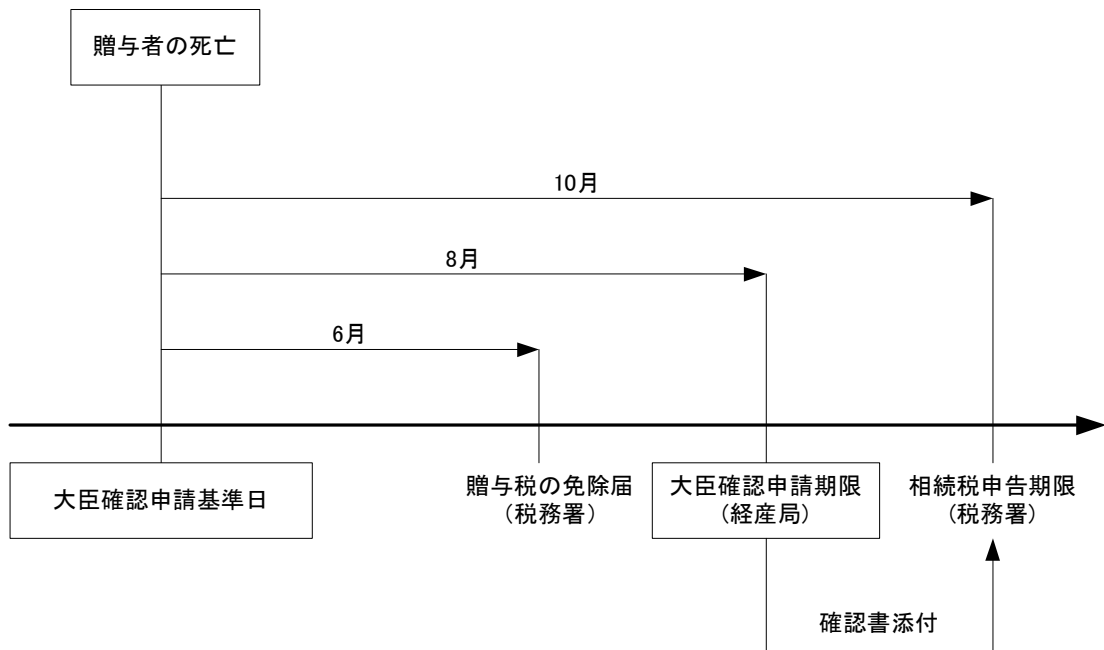 贈与者の死亡
10月
8月
6月
大臣確認申請基準日
贈与税の免除届
(税務署)
大臣確認申請期限
(経産局)
相続税申告期限
(税務署)
確認書添付